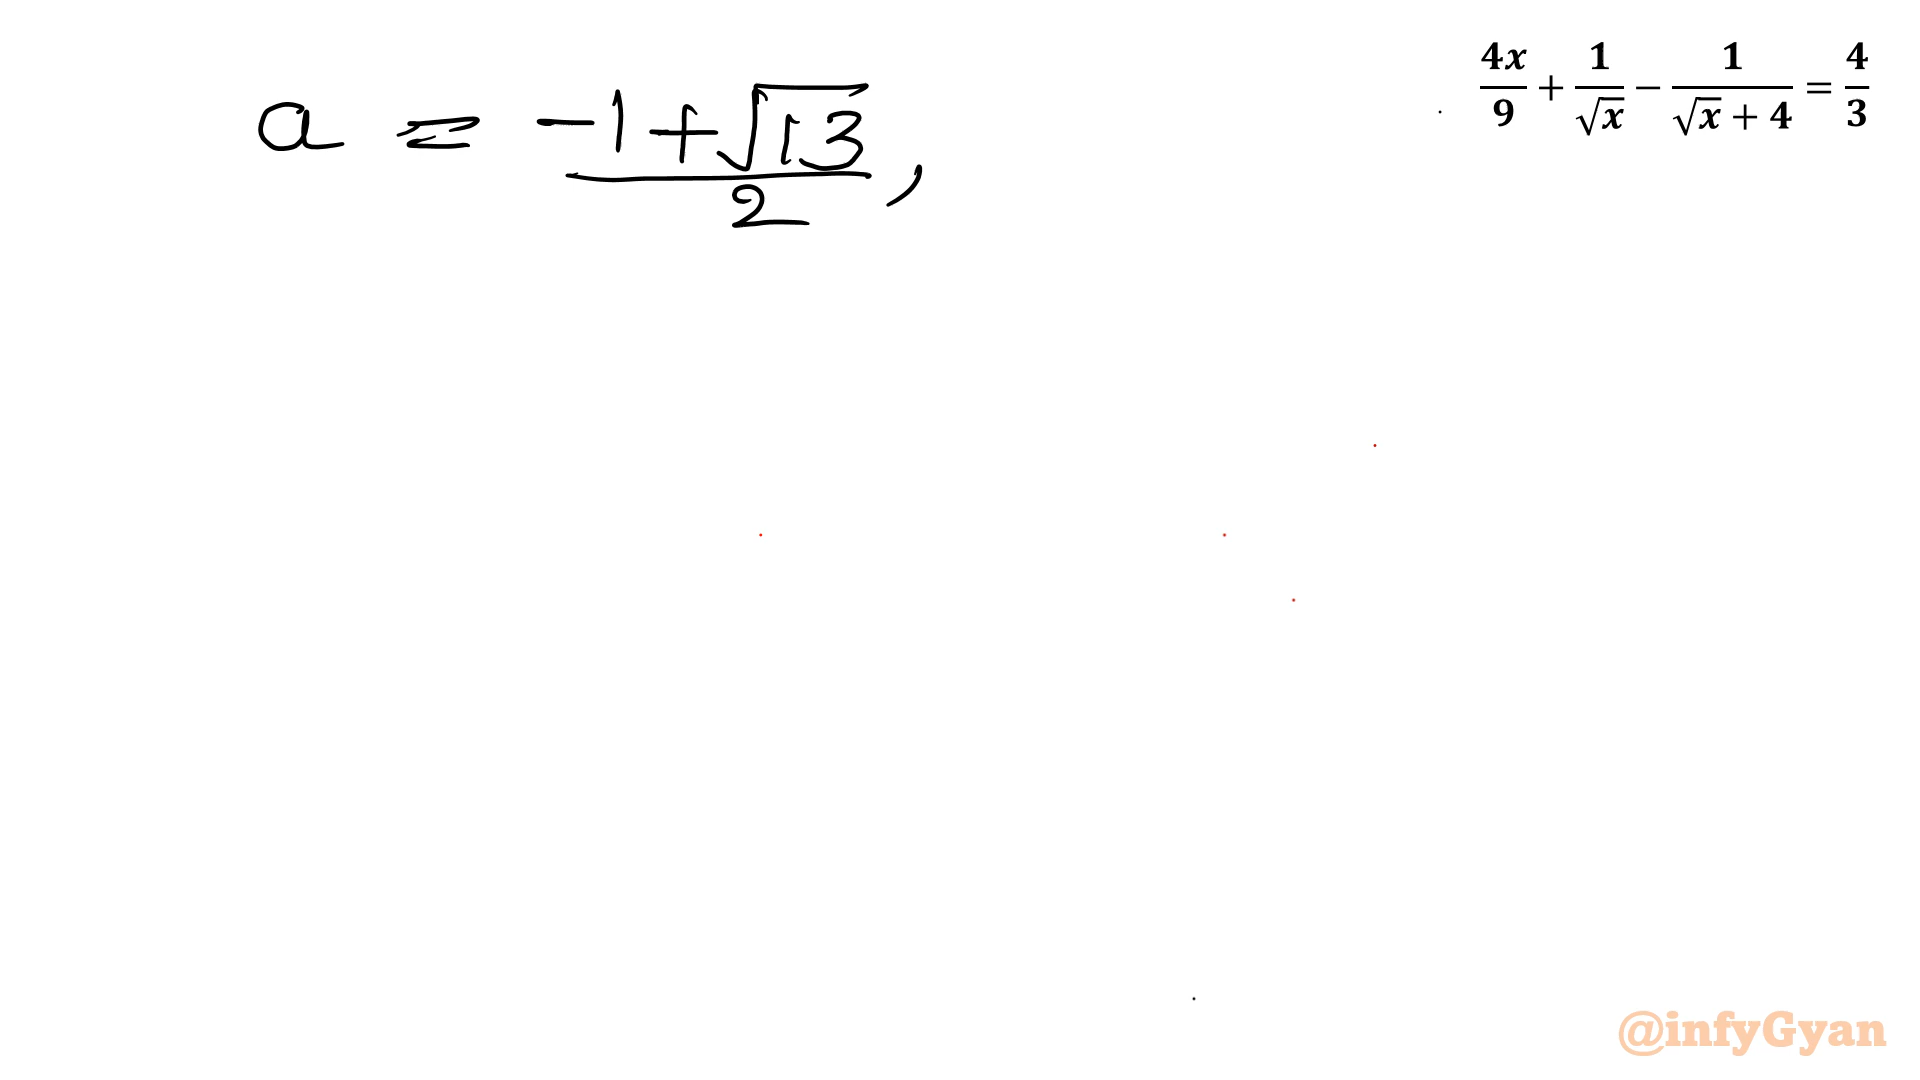 a = -1+√13 / 2 ,
4x/9 + 1/√x − 1/(√x + 4) = 4/3
@infyGyan